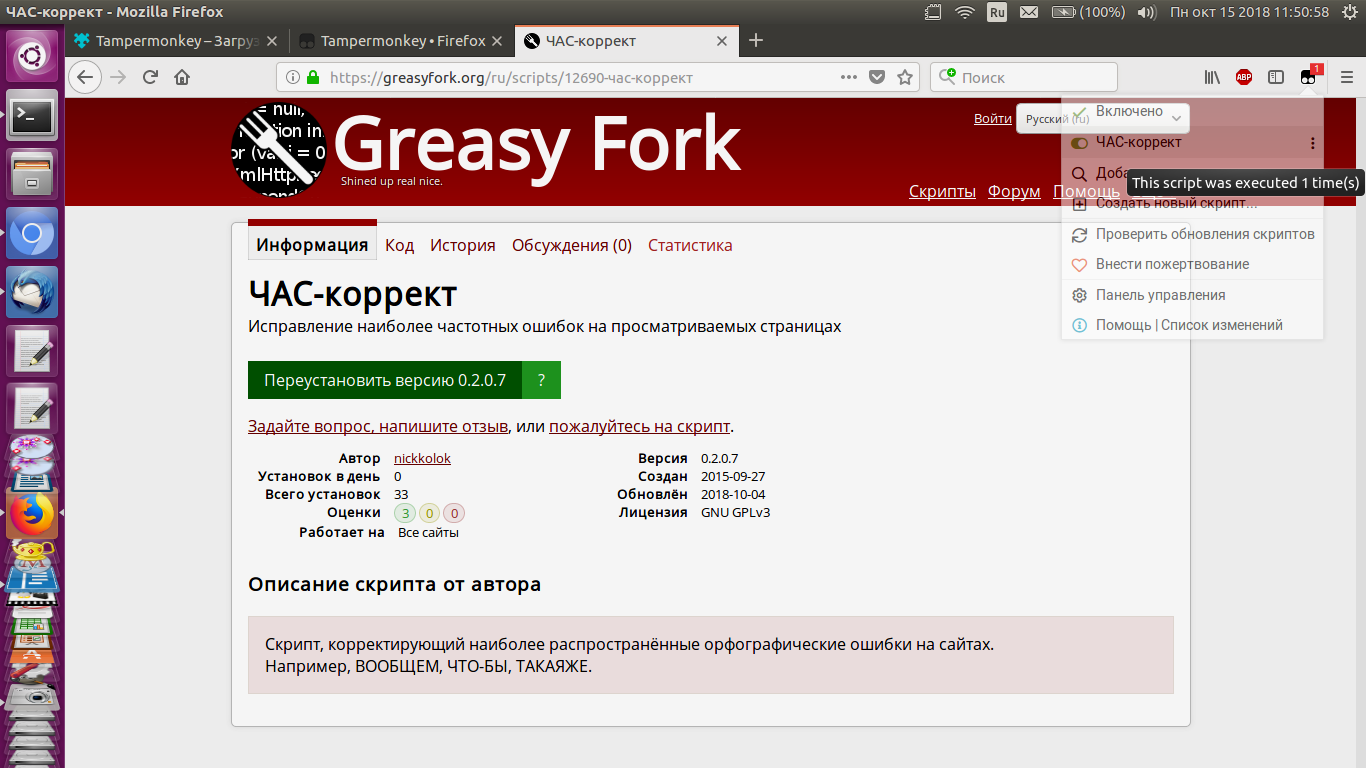 ЧАС-коррект - Mozilla Firefox
Ru
(100%)
Пн окт 15 2018 11:50:58
Tampermonkey – Загруз
Tampermonkey • Firefox
ЧАС-коррект
https://greasyfork.org/ru/scripts/12690-час-коррект
Поиск
ABP
1
= null,
or (va
i = 0
Greasy Fork
Shined up real nice.
Войти
Русский (ru)
Скрипты
Форум
Помощь
Включено
ЧАС-коррект
Доба
This script was executed 1 time(s)
Создать новый скрипт...
Проверить обновления скриптов
Внести пожертвование
Панель управления
Помощь | Список изменений
Информация
Код
История
Обсуждения (0)
Статистика
ЧАС-коррект
Исправление наиболее частотных ошибок на просматриваемых страницах
Переустановить версию 0.2.0.7
?
Задайте вопрос, напишите отзыв, или пожалуйтесь на скрипт.
Автор nickkolok
Установок в день 0
Всего установок 33
Оценки 3 0 0
Работает на Все сайты
Версия 0.2.0.7
Создан 2015-09-27
Обновлён 2018-10-04
Лицензия GNU GPLv3
Описание скрипта от автора
Скрипт, корректирующий наиболее распространённые орфографические ошибки на сайтах.
Например, ВООБЩЕМ, ЧТО-БЫ, ТАКАЯЖЕ.